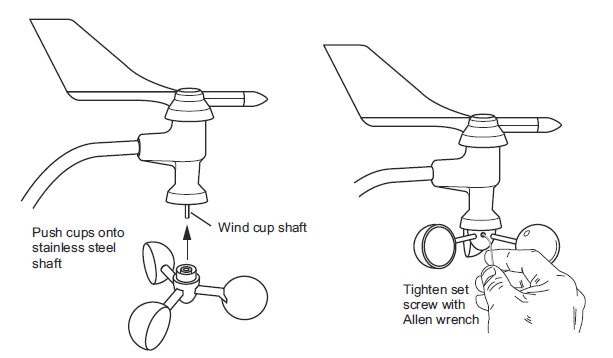 Push cups onto
stainless steel
shaft
Wind cup shaft
Tighten set
screw with
Allen wrench